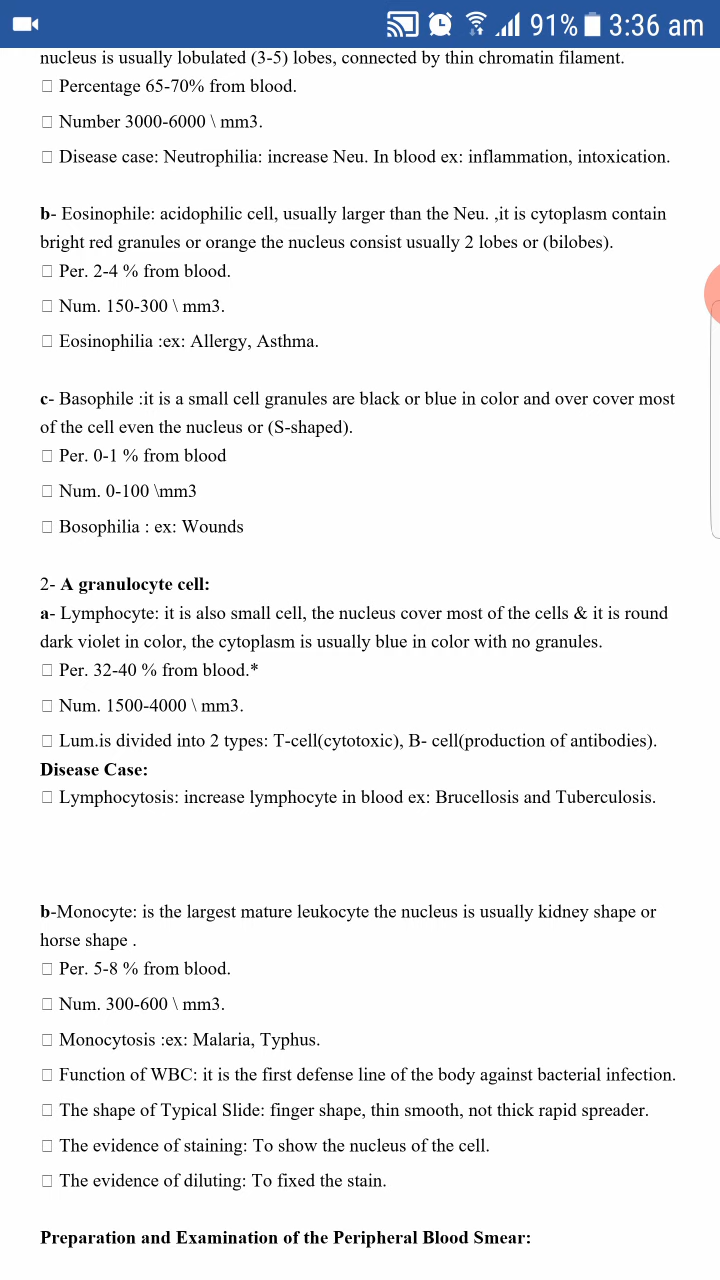 91% 3:36 am
nucleus is usually lobulated (3-5) lobes, connected by thin chromatin filament.
□ Percentage 65-70% from blood.
□ Number 3000-6000 \ mm3.
□ Disease case: Neutrophilia: increase Neu. In blood ex: inflammation, intoxication.
b- Eosinophile: acidophilic cell, usually larger than the Neu. ,it is cytoplasm contain
bright red granules or orange the nucleus consist usually 2 lobes or (bilobes).
□ Per. 2-4 % from blood.
□ Num. 150-300 \ mm3.
□ Eosinophilia :ex: Allergy, Asthma.
c- Basophile :it is a small cell granules are black or blue in color and over cover most
of the cell even the nucleus or (S-shaped).
□ Per. 0-1 % from blood
□ Num. 0-100 \mm3
□ Bosophilia : ex: Wounds
2- A granulocyte cell:
a- Lymphocyte: it is also small cell, the nucleus cover most of the cells & it is round
dark violet in color, the cytoplasm is usually blue in color with no granules.
□ Per. 32-40 % from blood.*
□ Num. 1500-4000 \ mm3.
□ Lum.is divided into 2 types: T-cell(cytotoxic), B- cell(production of antibodies).
Disease Case:
□ Lymphocytosis: increase lymphocyte in blood ex: Brucellosis and Tuberculosis.
b-Monocyte: is the largest mature leukocyte the nucleus is usually kidney shape or
horse shape .
□ Per. 5-8 % from blood.
□ Num. 300-600 \ mm3.
□ Monocytosis :ex: Malaria, Typhus.
□ Function of WBC: it is the first defense line of the body against bacterial infection.
□ The shape of Typical Slide: finger shape, thin smooth, not thick rapid spreader.
□ The evidence of staining: To show the nucleus of the cell.
□ The evidence of diluting: To fixed the stain.
Preparation and Examination of the Peripheral Blood Smear: